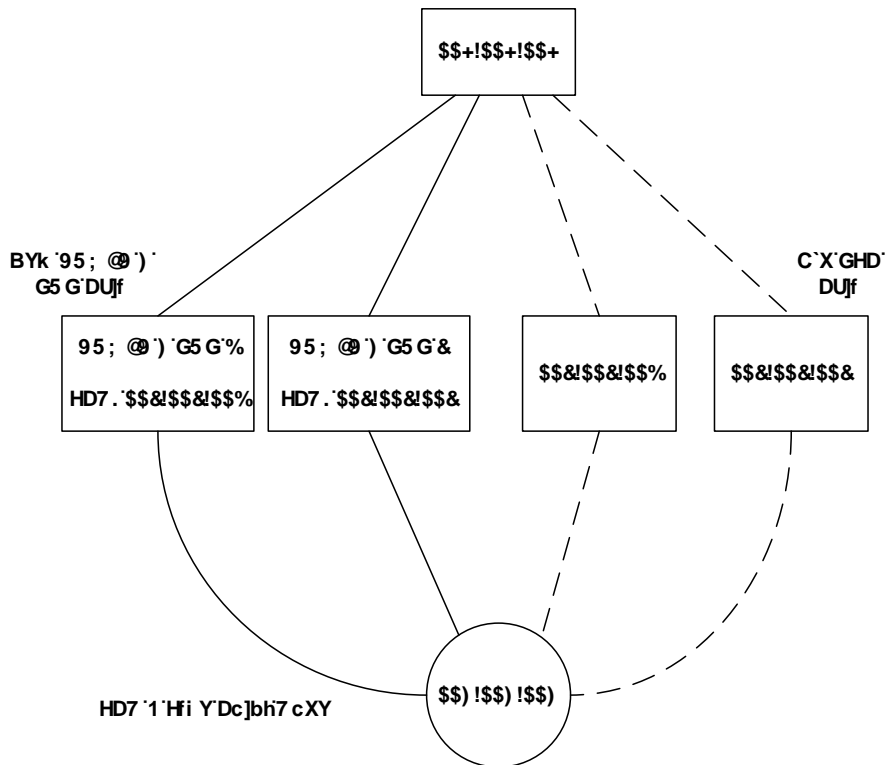 $$+!$$+!$$+
BYk ˙95; @9˙) ˙
G5 G˙DU]f
C`X˙GHD˙
DU]f
95; @9˙) ˙G5 G˙%
HD7 .˙$$&!$$&!$$%
95; @9˙) ˙G5 G˙&
HD7 .˙$$&!$$&!$$&
$$&!$$&!$$%
$$&!$$&!$$&
$$) !$$) !$$)
HD7 ˙1˙Hfi Y˙Dc]bh7 cXY